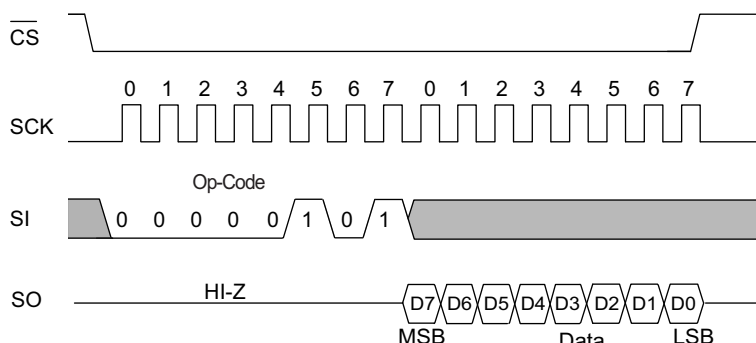 CS
0 1 2 3 4 5 6 7 0 1 2 3 4 5 6 7
SCK
Op-Code
SI 0 0 0 0 0 1 0 1
SO HI-Z D7 D6 D5 D4 D3 D2 D1 D0
MSB Data LSB